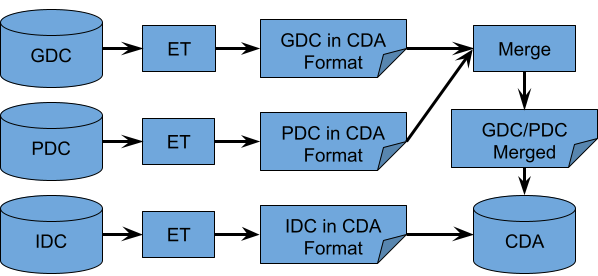 GDC
ET
GDC in CDA
Format
Merge
PDC
ET
PDC in CDA
Format
GDC/PDC
Merged
IDC
ET
IDC in CDA
Format
CDA